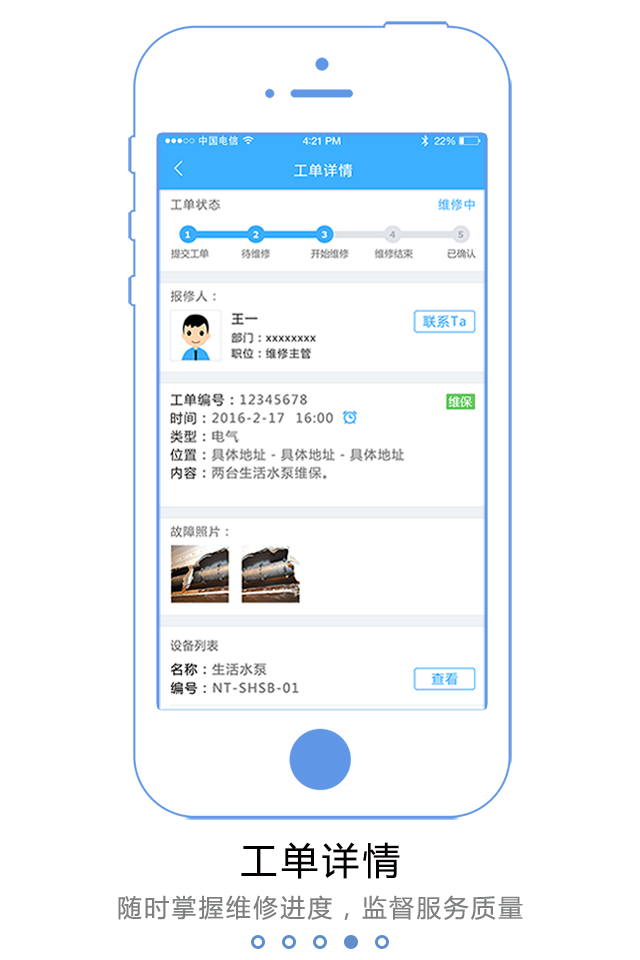 中国电信 4:21 PM 22%
工单详情
工单状态 维修中
1 2 3 4 5
提交工单 待维修 开始维修 维修结束 已确认
报修人：
王一
部门：xxxxxxxx
职位：维修主管
联系Ta
工单编号：12345678
维保
时间：2016-2-17 16:00
类型：电气
位置：具体地址 - 具体地址 - 具体地址
内容：两台生活水泵维保。
故障照片：
设备列表
名称：生活水泵
编号：NT-SHSB-01
查看
工单详情
随时掌握维修进度，监督服务质量